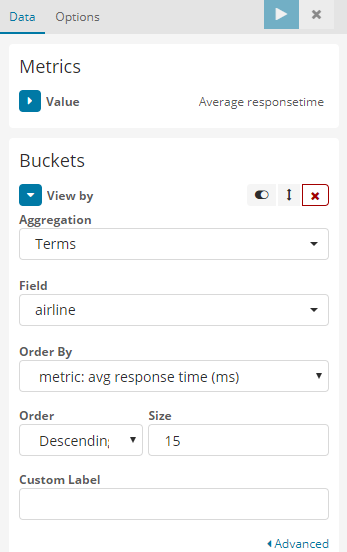 Data Options
Metrics
Value Average responsetime
Buckets
View by
Aggregation
Terms
Field
airline
Order By
metric: avg response time (ms)
Order Size
Descending 15
Custom Label
Advanced